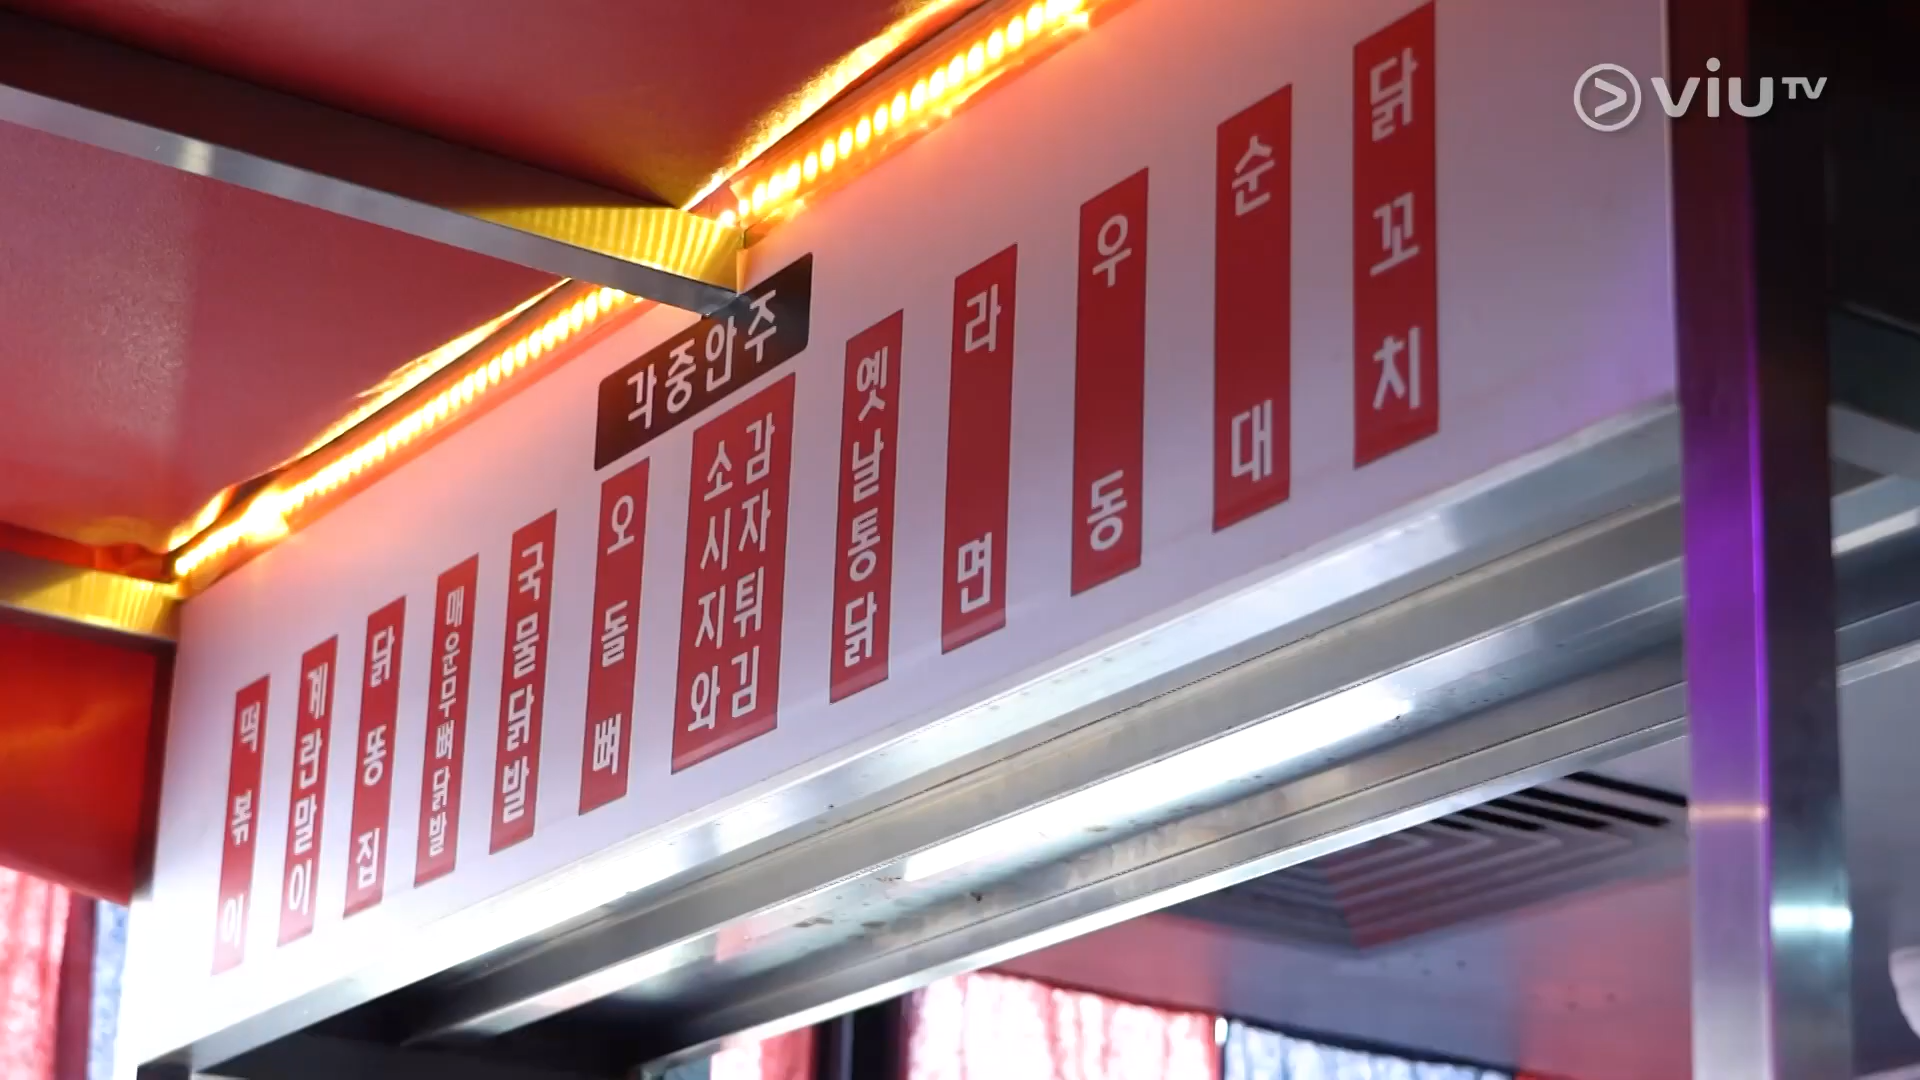 viuTV
각종안주
떡볶이
계란말이
닭똥집
매운무뼈닭발
국물닭발
오돌뼈
소시지와
감자튀김
옛날통닭
라면
우동
순대
닭꼬치